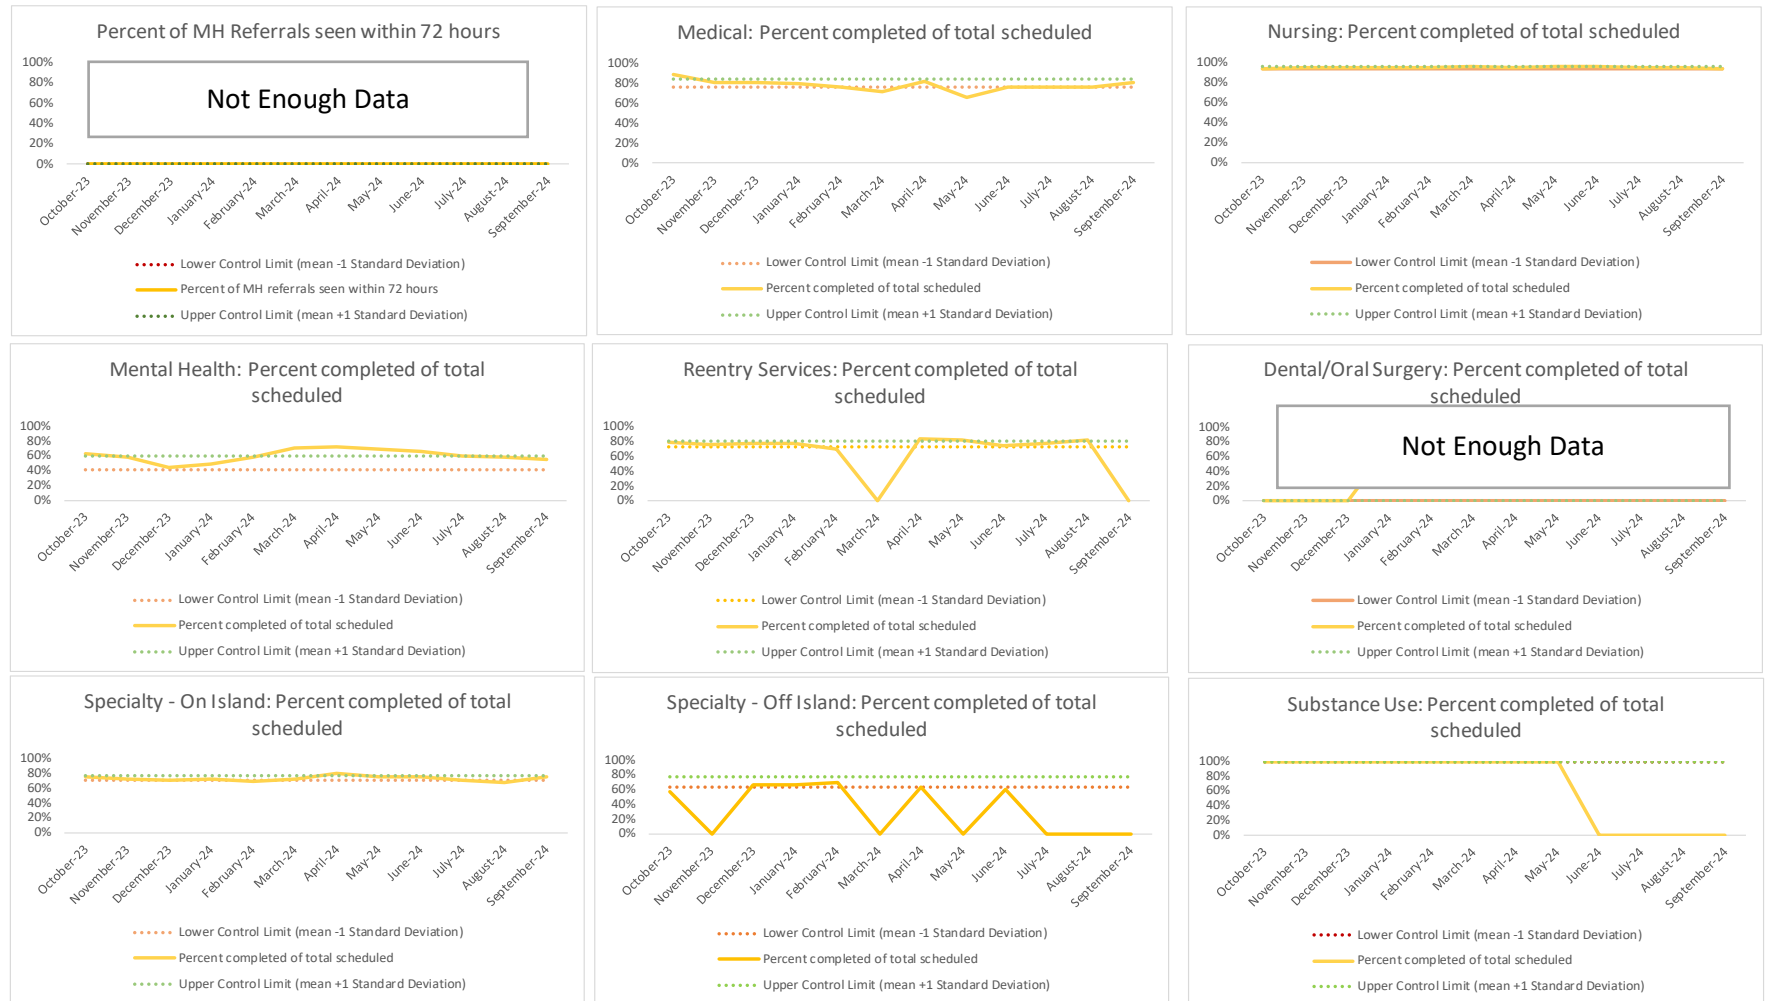 Percent of MH Referrals seen within 72 hours
100%
80%
60%
40%
20%
0%
Not Enough Data
October-23
November-23
December-23
January-24
February-24
March-24
April-24
May-24
June-24
July-24
August-24
September-24
Lower Control Limit (mean -1 Standard Deviation)
Percent of MH referrals seen within 72 hours
Upper Control Limit (mean +1 Standard Deviation)
Medical: Percent completed of total scheduled
100%
80%
60%
40%
20%
0%
October-23
November-23
December-23
January-24
February-24
March-24
April-24
May-24
June-24
July-24
August-24
September-24
Lower Control Limit (mean -1 Standard Deviation)
Percent completed of total scheduled
Upper Control Limit (mean +1 Standard Deviation)
Nursing: Percent completed of total scheduled
100%
80%
60%
40%
20%
0%
October-23
November-23
December-23
January-24
February-24
March-24
April-24
May-24
June-24
July-24
August-24
September-24
Lower Control Limit (mean -1 Standard Deviation)
Percent completed of total scheduled
Upper Control Limit (mean +1 Standard Deviation)
Mental Health: Percent completed of total
scheduled
100%
80%
60%
40%
20%
0%
October-23
November-23
December-23
January-24
February-24
March-24
April-24
May-24
June-24
July-24
August-24
September-24
Lower Control Limit (mean -1 Standard Deviation)
Percent completed of total scheduled
Upper Control Limit (mean +1 Standard Deviation)
Reentry Services: Percent completed of total
scheduled
100%
80%
60%
40%
20%
0%
October-23
November-23
December-23
January-24
February-24
March-24
April-24
May-24
June-24
July-24
August-24
September-24
Lower Control Limit (mean -1 Standard Deviation)
Percent completed of total scheduled
Upper Control Limit (mean +1 Standard Deviation)
Dental/Oral Surgery: Percent completed of total
scheduled
100%
80%
60%
40%
20%
0%
Not Enough Data
October-23
November-23
December-23
January-24
February-24
March-24
April-24
May-24
June-24
July-24
August-24
September-24
Lower Control Limit (mean -1 Standard Deviation)
Percent completed of total scheduled
Upper Control Limit (mean +1 Standard Deviation)
Specialty - On Island: Percent completed of total
scheduled
100%
80%
60%
40%
20%
0%
October-23
November-23
December-23
January-24
February-24
March-24
April-24
May-24
June-24
July-24
August-24
September-24
Lower Control Limit (mean -1 Standard Deviation)
Percent completed of total scheduled
Upper Control Limit (mean +1 Standard Deviation)
Specialty - Off Island: Percent completed of total
scheduled
100%
80%
60%
40%
20%
0%
October-23
November-23
December-23
January-24
February-24
March-24
April-24
May-24
June-24
July-24
August-24
September-24
Lower Control Limit (mean -1 Standard Deviation)
Percent completed of total scheduled
Upper Control Limit (mean +1 Standard Deviation)
Substance Use: Percent completed of total
scheduled
100%
80%
60%
40%
20%
0%
October-23
November-23
December-23
January-24
February-24
March-24
April-24
May-24
June-24
July-24
August-24
September-24
Lower Control Limit (mean -1 Standard Deviation)
Percent completed of total scheduled
Upper Control Limit (mean +1 Standard Deviation)